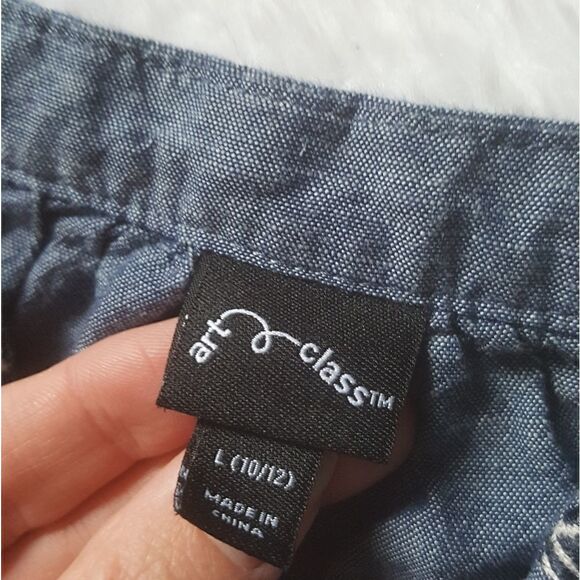 art class™
L (10/12)
MADE IN
CHINA